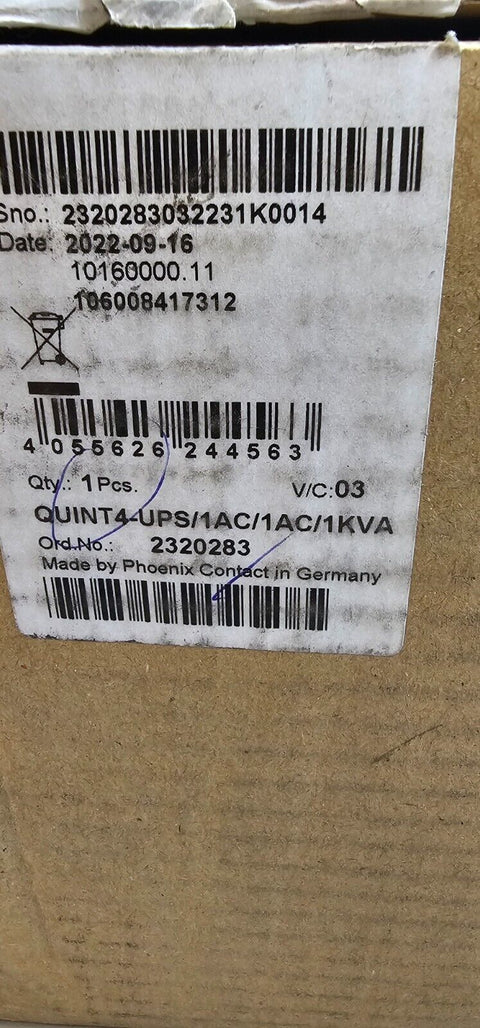 Sno.: 2320283032231K0014
Date: 2022-09-16
10160000.11
106008417312
4 055626 244563
Qty.: 1 Pcs.
V/C: 03
QUINT4-UPS/1AC/1AC/1KVA
Ord.No.: 2320283
Made by Phoenix Contact in Germany